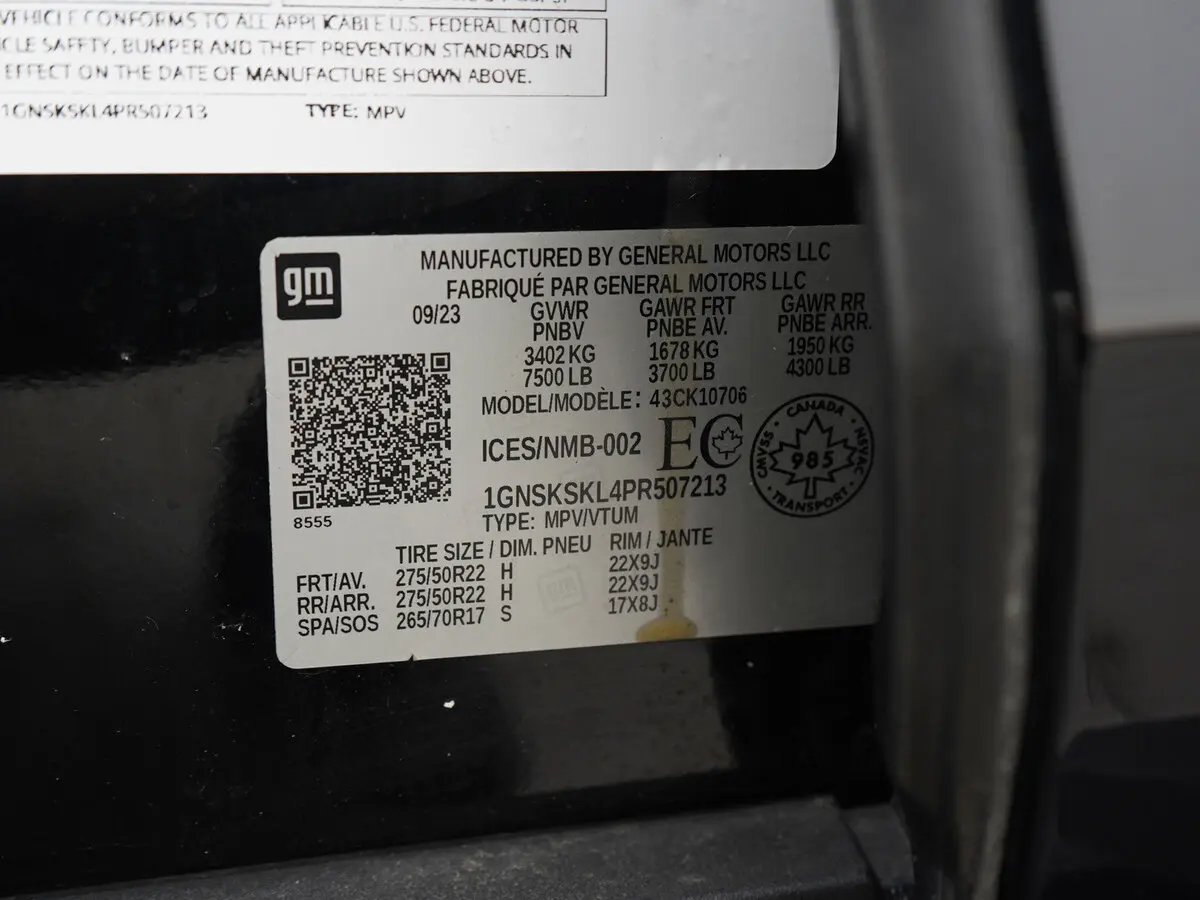 VEHICLE CONFORMS TO ALL APPLICABLE U.S. FEDERAL MOTOR
CLE SAFETY, BUMPER AND THEFT PREVENTION STANDARDS IN
EFFECT ON THE DATE OF MANUFACTURE SHOWN ABOVE.
1GNSKSKL4PR507213 TYPE: MPV
gm
MANUFACTURED BY GENERAL MOTORS LLC
FABRIQUÉ PAR GENERAL MOTORS LLC
09/23 GVWR GAWR FRT GAWR RR
PNBV PNBE AV. PNBE ARR.
3402 KG 1678 KG 1950 KG
7500 LB 3700 LB 4300 LB
MODEL/MODÈLE: 43CK10706
ICES/NMB-002 EC
CANADA
CMVSS 985 NSVAC
TRANSPORT
1GNSKSKL4PR507213
8555 TYPE: MPV/VTUM
TIRE SIZE / DIM. PNEU RIM / JANTE
FRT/AV. 275/50R22 H 22X9J
RR/ARR. 275/50R22 H 22X9J
SPA/SOS 265/70R17 S 17X8J
gm